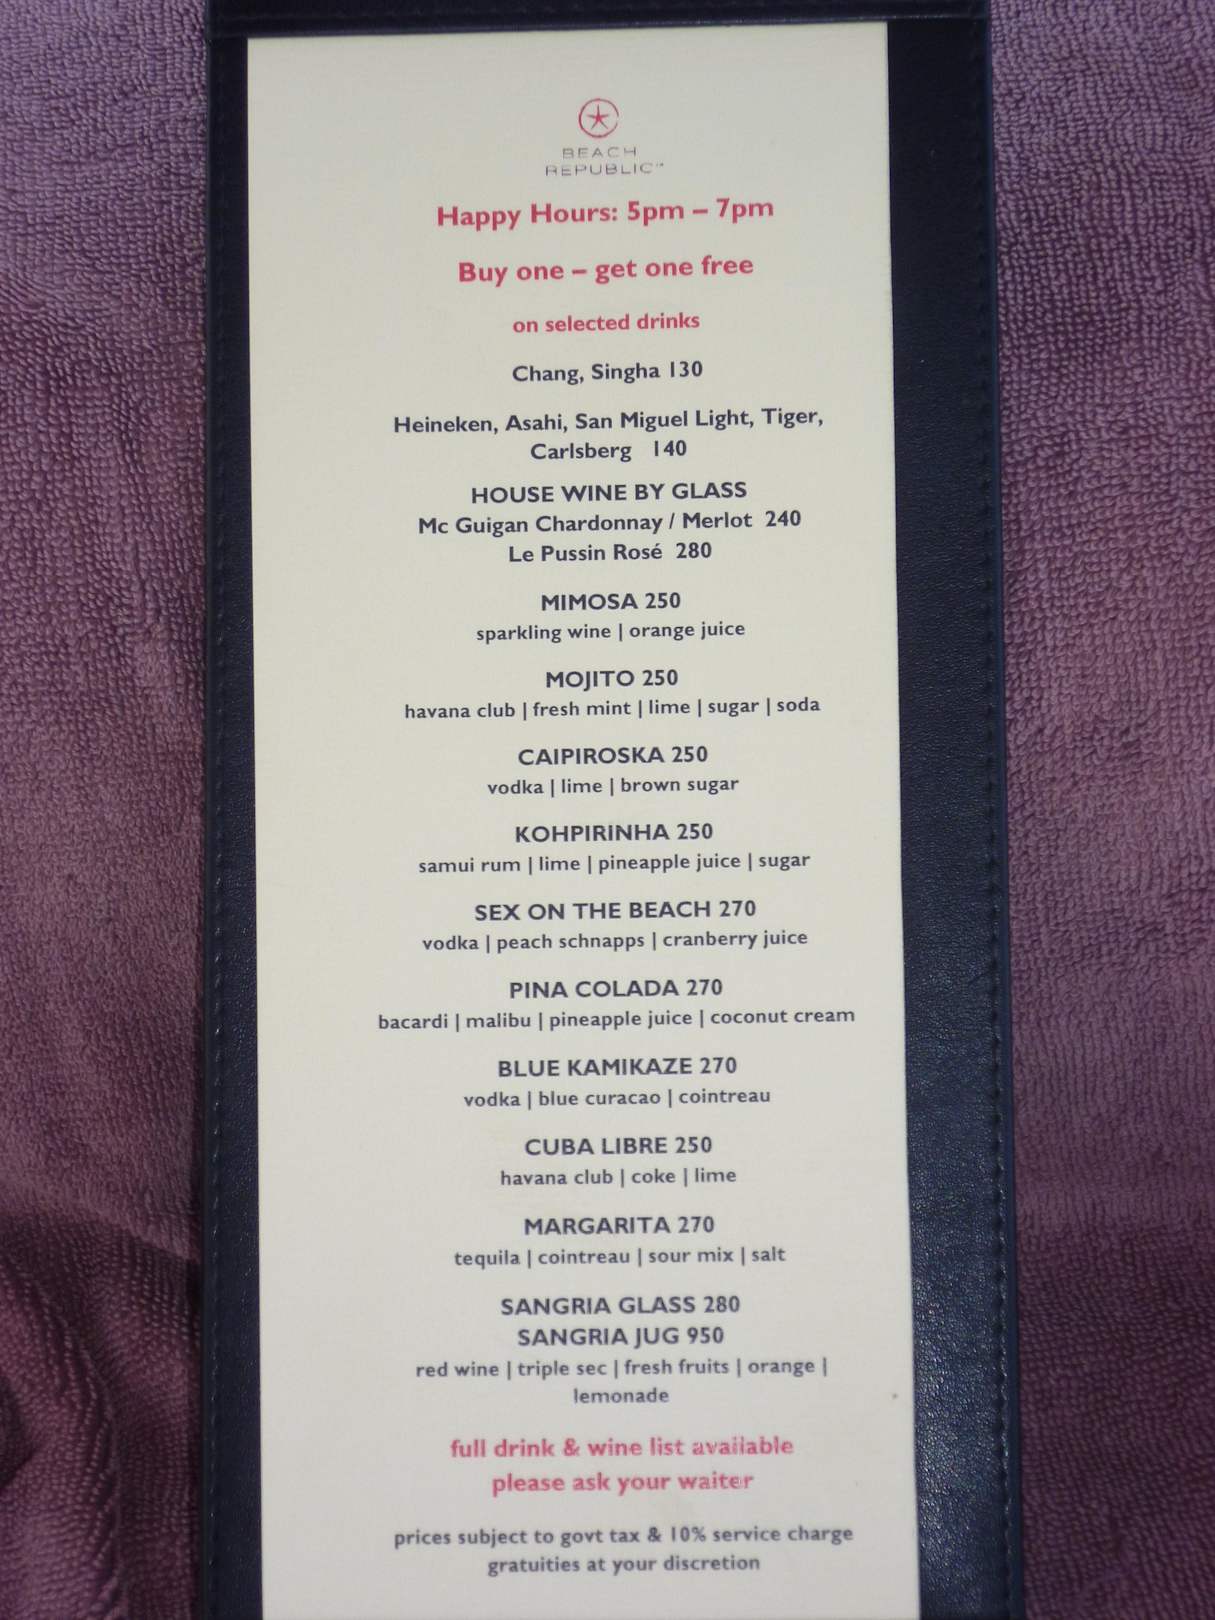 BEACH
REPUBLIC™
Happy Hours: 5pm – 7pm
Buy one – get one free
on selected drinks
Chang, Singha 130
Heineken, Asahi, San Miguel Light, Tiger,
Carlsberg 140
HOUSE WINE BY GLASS
Mc Guigan Chardonnay / Merlot 240
Le Pussin Rosé 280
MIMOSA 250
sparkling wine | orange juice
MOJITO 250
havana club | fresh mint | lime | sugar | soda
CAIPIROSKA 250
vodka | lime | brown sugar
KOHPIRINHA 250
samui rum | lime | pineapple juice | sugar
SEX ON THE BEACH 270
vodka | peach schnapps | cranberry juice
PINA COLADA 270
bacardi | malibu | pineapple juice | coconut cream
BLUE KAMIKAZE 270
vodka | blue curacao | cointreau
CUBA LIBRE 250
havana club | coke | lime
MARGARITA 270
tequila | cointreau | sour mix | salt
SANGRIA GLASS 280
SANGRIA JUG 950
red wine | triple sec | fresh fruits | orange |
lemonade
full drink & wine list available
please ask your waiter
prices subject to govt tax & 10% service charge
gratuities at your discretion